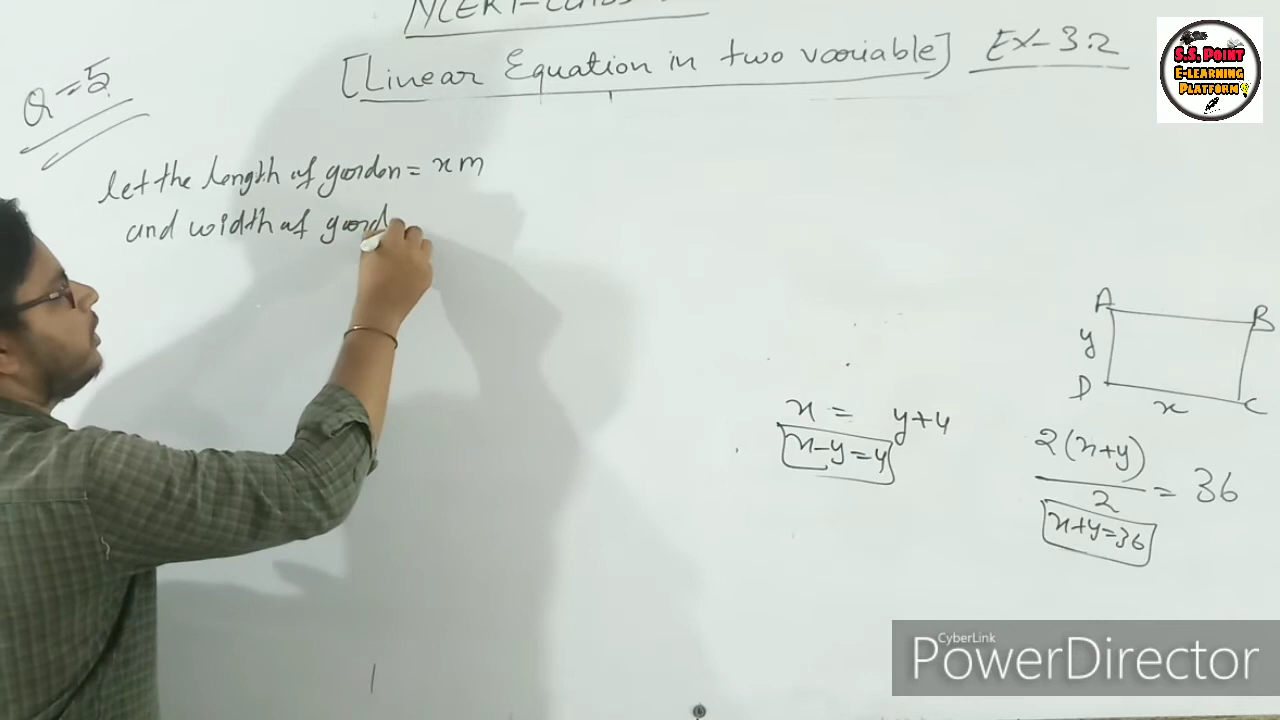 NCERT-Class
[Linear Equation in two variable] Ex-3.2
Q=5
S.S. POINT
E-LEARNING
PLATFORM
let the length of garden = x m
and width of gard
A
B
y
D
x
C
x = y+4
x-y=4
2(x+y)
2
= 36
x+y=36
CyberLink
PowerDirector